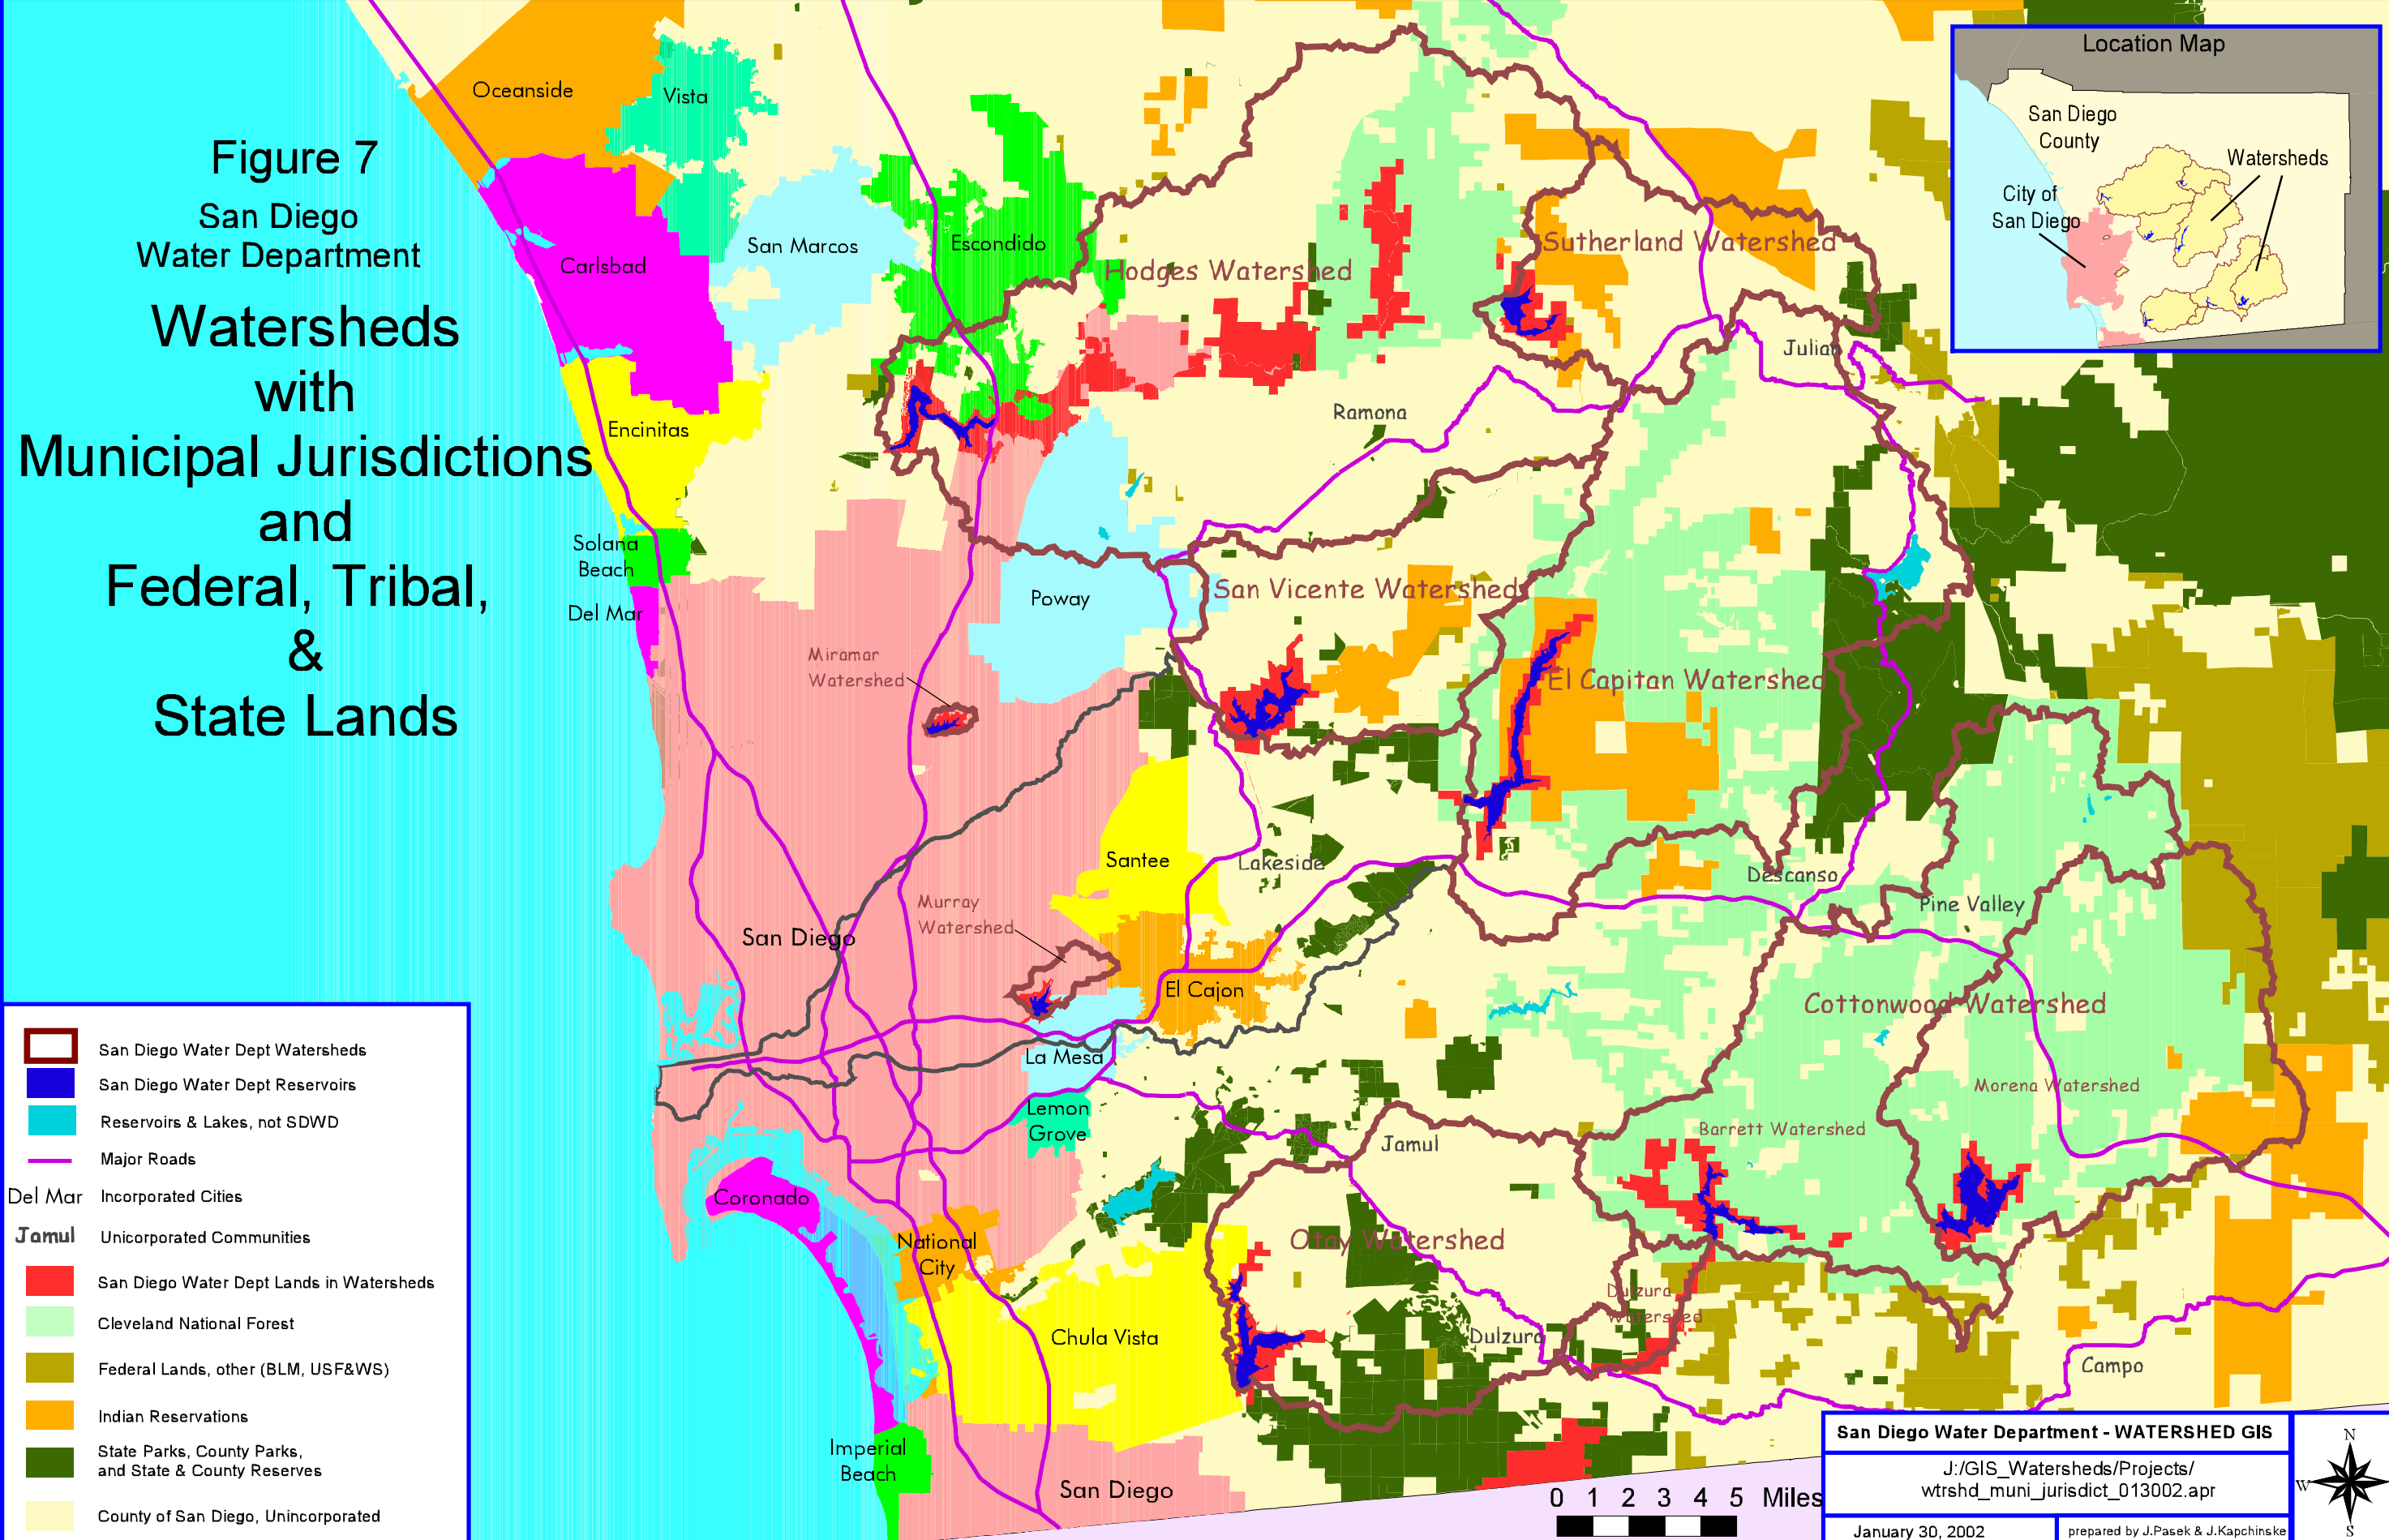 Figure 7
San Diego
Water Department
Watersheds
with
Municipal Jurisdictions
and
Federal, Tribal,
&
State Lands
Oceanside
Vista
Carlsbad
San Marcos
Escondido
Encinitas
Solana
Beach
Del Mar
Poway
Hodges Watershed
Sutherland Watershed
Julian
Ramona
San Vicente Watersheds
El Capitan Watershed
Miramar
Watershed
Murray
Watershed
San Diego
Santee
Lakeside
El Cajon
La Mesa
Lemon
Grove
Descanso
Pine Valley
Cottonwood Watershed
Morena Watershed
Barrett Watershed
Jamul
Otay Watershed
Dulzura
Watershed
Dulzura
Campo
Coronado
National
City
Chula Vista
Imperial
Beach
San Diego
Location Map
San Diego
County
Watersheds
City of
San Diego
San Diego Water Dept Watersheds
San Diego Water Dept Reservoirs
Reservoirs & Lakes, not SDWD
Major Roads
Del Mar Incorporated Cities
Jamul Unicorporated Communities
San Diego Water Dept Lands in Watersheds
Cleveland National Forest
Federal Lands, other (BLM, USF&WS)
Indian Reservations
State Parks, County Parks,
and State & County Reserves
County of San Diego, Unincorporated
0 1 2 3 4 5 Miles
San Diego Water Department - WATERSHED GIS
J:/GIS_Watersheds/Projects/
wtrshd_muni_jurisdict_013002.apr
January 30, 2002
prepared by J.Pasek & J.Kapchinske
N
W
S